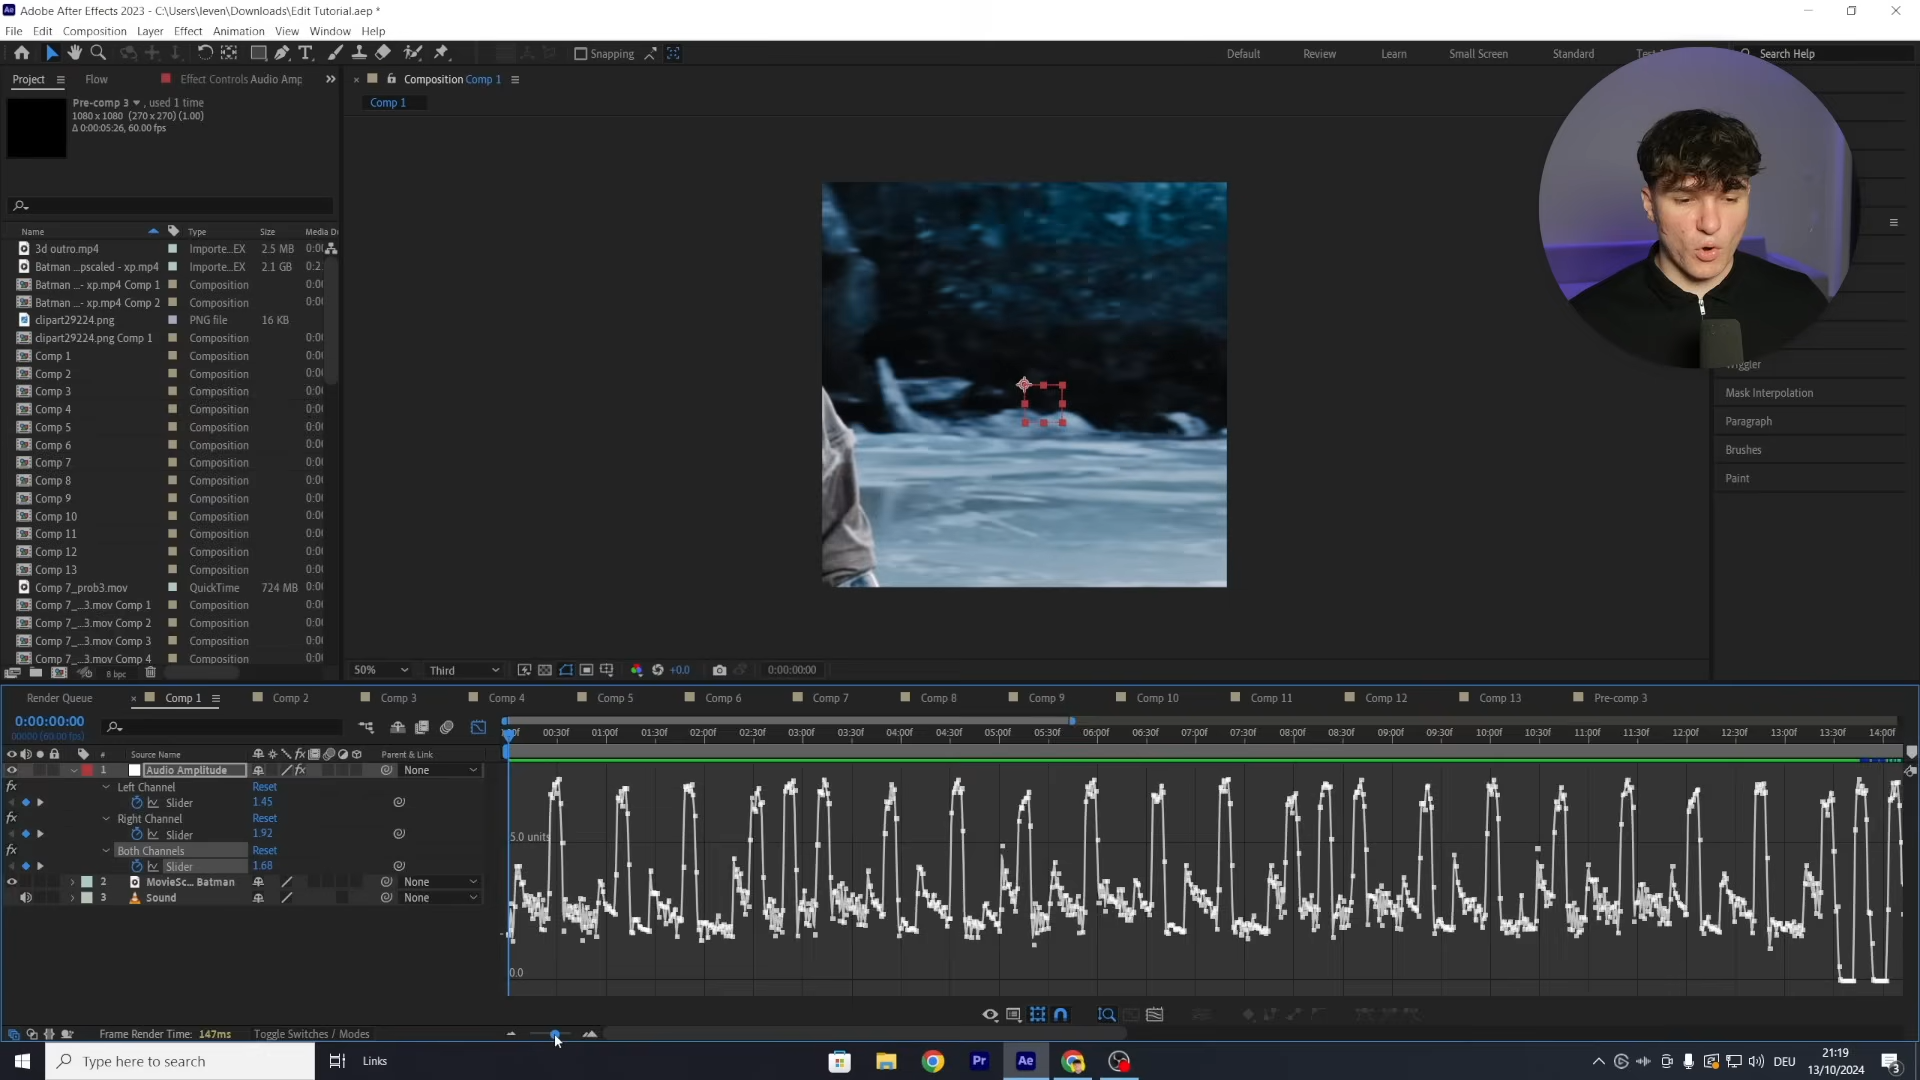 Adobe After Effects 2023 - C:\Users\leven\Downloads\Edit Tutorial.aep *
File Edit Composition Layer Effect Animation View Window Help
Snapping
Default Review Learn Small Screen Standard Search Help
Project Flow Effect Controls Audio Amp Composition Comp 1
Pre-comp 3 , used 1 time
1080 x 1080 (270 x 270) (1.00)
Δ 0:00:05:26, 60.00 fps
Comp 1
Name Type Size Media D
3d outro.mp4 Importe...EX 2.5 MB 0:0
Batman ...pscaled - xp.mp4 Importe...EX 2.1 GB 0:2
Batman ...- xp.mp4 Comp 1 Composition 0:0
Batman ...- xp.mp4 Comp 2 Composition 0:0
clipart29224.png PNG file 16 KB
clipart29224.png Comp 1 Composition 0:0
Comp 1 Composition 0:0
Comp 2 Composition 0:0
Comp 3 Composition 0:0
Comp 4 Composition 0:0
Comp 5 Composition 0:0
Comp 6 Composition 0:0
Comp 7 Composition 0:0
Comp 8 Composition 0:0
Comp 9 Composition 0:0
Comp 10 Composition 0:0
Comp 11 Composition 0:0
Comp 12 Composition 0:0
Comp 13 Composition 0:0
Comp 7_prob3.mov QuickTime 724 MB 0:0
Comp 7_...3.mov Comp 1 Composition 0:0
Comp 7_...3.mov Comp 2 Composition 0:0
Comp 7_...3.mov Comp 3 Composition 0:0
Comp 7_...3.mov Comp 4 Composition 0:0
8 bpc
Wiggler
Mask Interpolation
Paragraph
Brushes
Paint
50% Third +0.0 0:00:00:00
Render Queue Comp 1 Comp 2 Comp 3 Comp 4 Comp 5 Comp 6 Comp 7 Comp 8 Comp 9 Comp 10 Comp 11 Comp 12 Comp 13 Pre-comp 3
0:00:00:00
00000 (60.00 fps)
00:30f 01:00f 01:30f 02:00f 02:30f 03:00f 03:30f 04:00f 04:30f 05:00f 05:30f 06:00f 06:30f 07:00f 07:30f 08:00f 08:30f 09:00f 09:30f 10:00f 10:30f 11:00f 11:30f 12:00f 12:30f 13:00f 13:30f 14:00f
# Source Name fx Parent & Link
1 Audio Amplitude fx None
fx Left Channel Reset
Slider 1.45
fx Right Channel Reset
Slider 1.92
fx Both Channels Reset
Slider 1.68
2 MovieSc... Batman None
3 Sound None
5.0 units
0.0
Frame Render Time: 147ms Toggle Switches / Modes
Type here to search Links Pr Ae DEU 21:19
13/10/2024
3